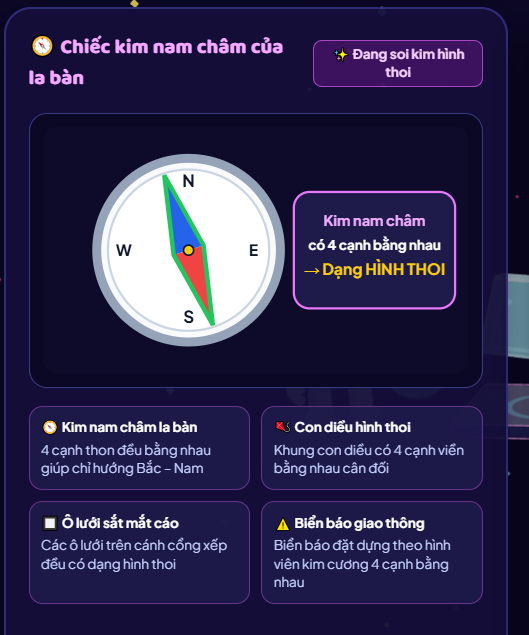 Chiếc kim nam châm của
la bàn
Đang soi kim hình
thoi
N
W
E
S
Kim nam châm
có 4 cạnh bằng nhau
→ Dạng HÌNH THOI
Kim nam châm la bàn
4 cạnh thon đều bằng nhau
giúp chỉ hướng Bắc – Nam
Con diều hình thoi
Khung con diều có 4 cạnh viền
bằng nhau cân đối
Ô lưới sắt mắt cáo
Các ô lưới trên cánh cổng xếp
đều có dạng hình thoi
Biển báo giao thông
Biển báo đặt dựng theo hình
viên kim cương 4 cạnh bằng
nhau